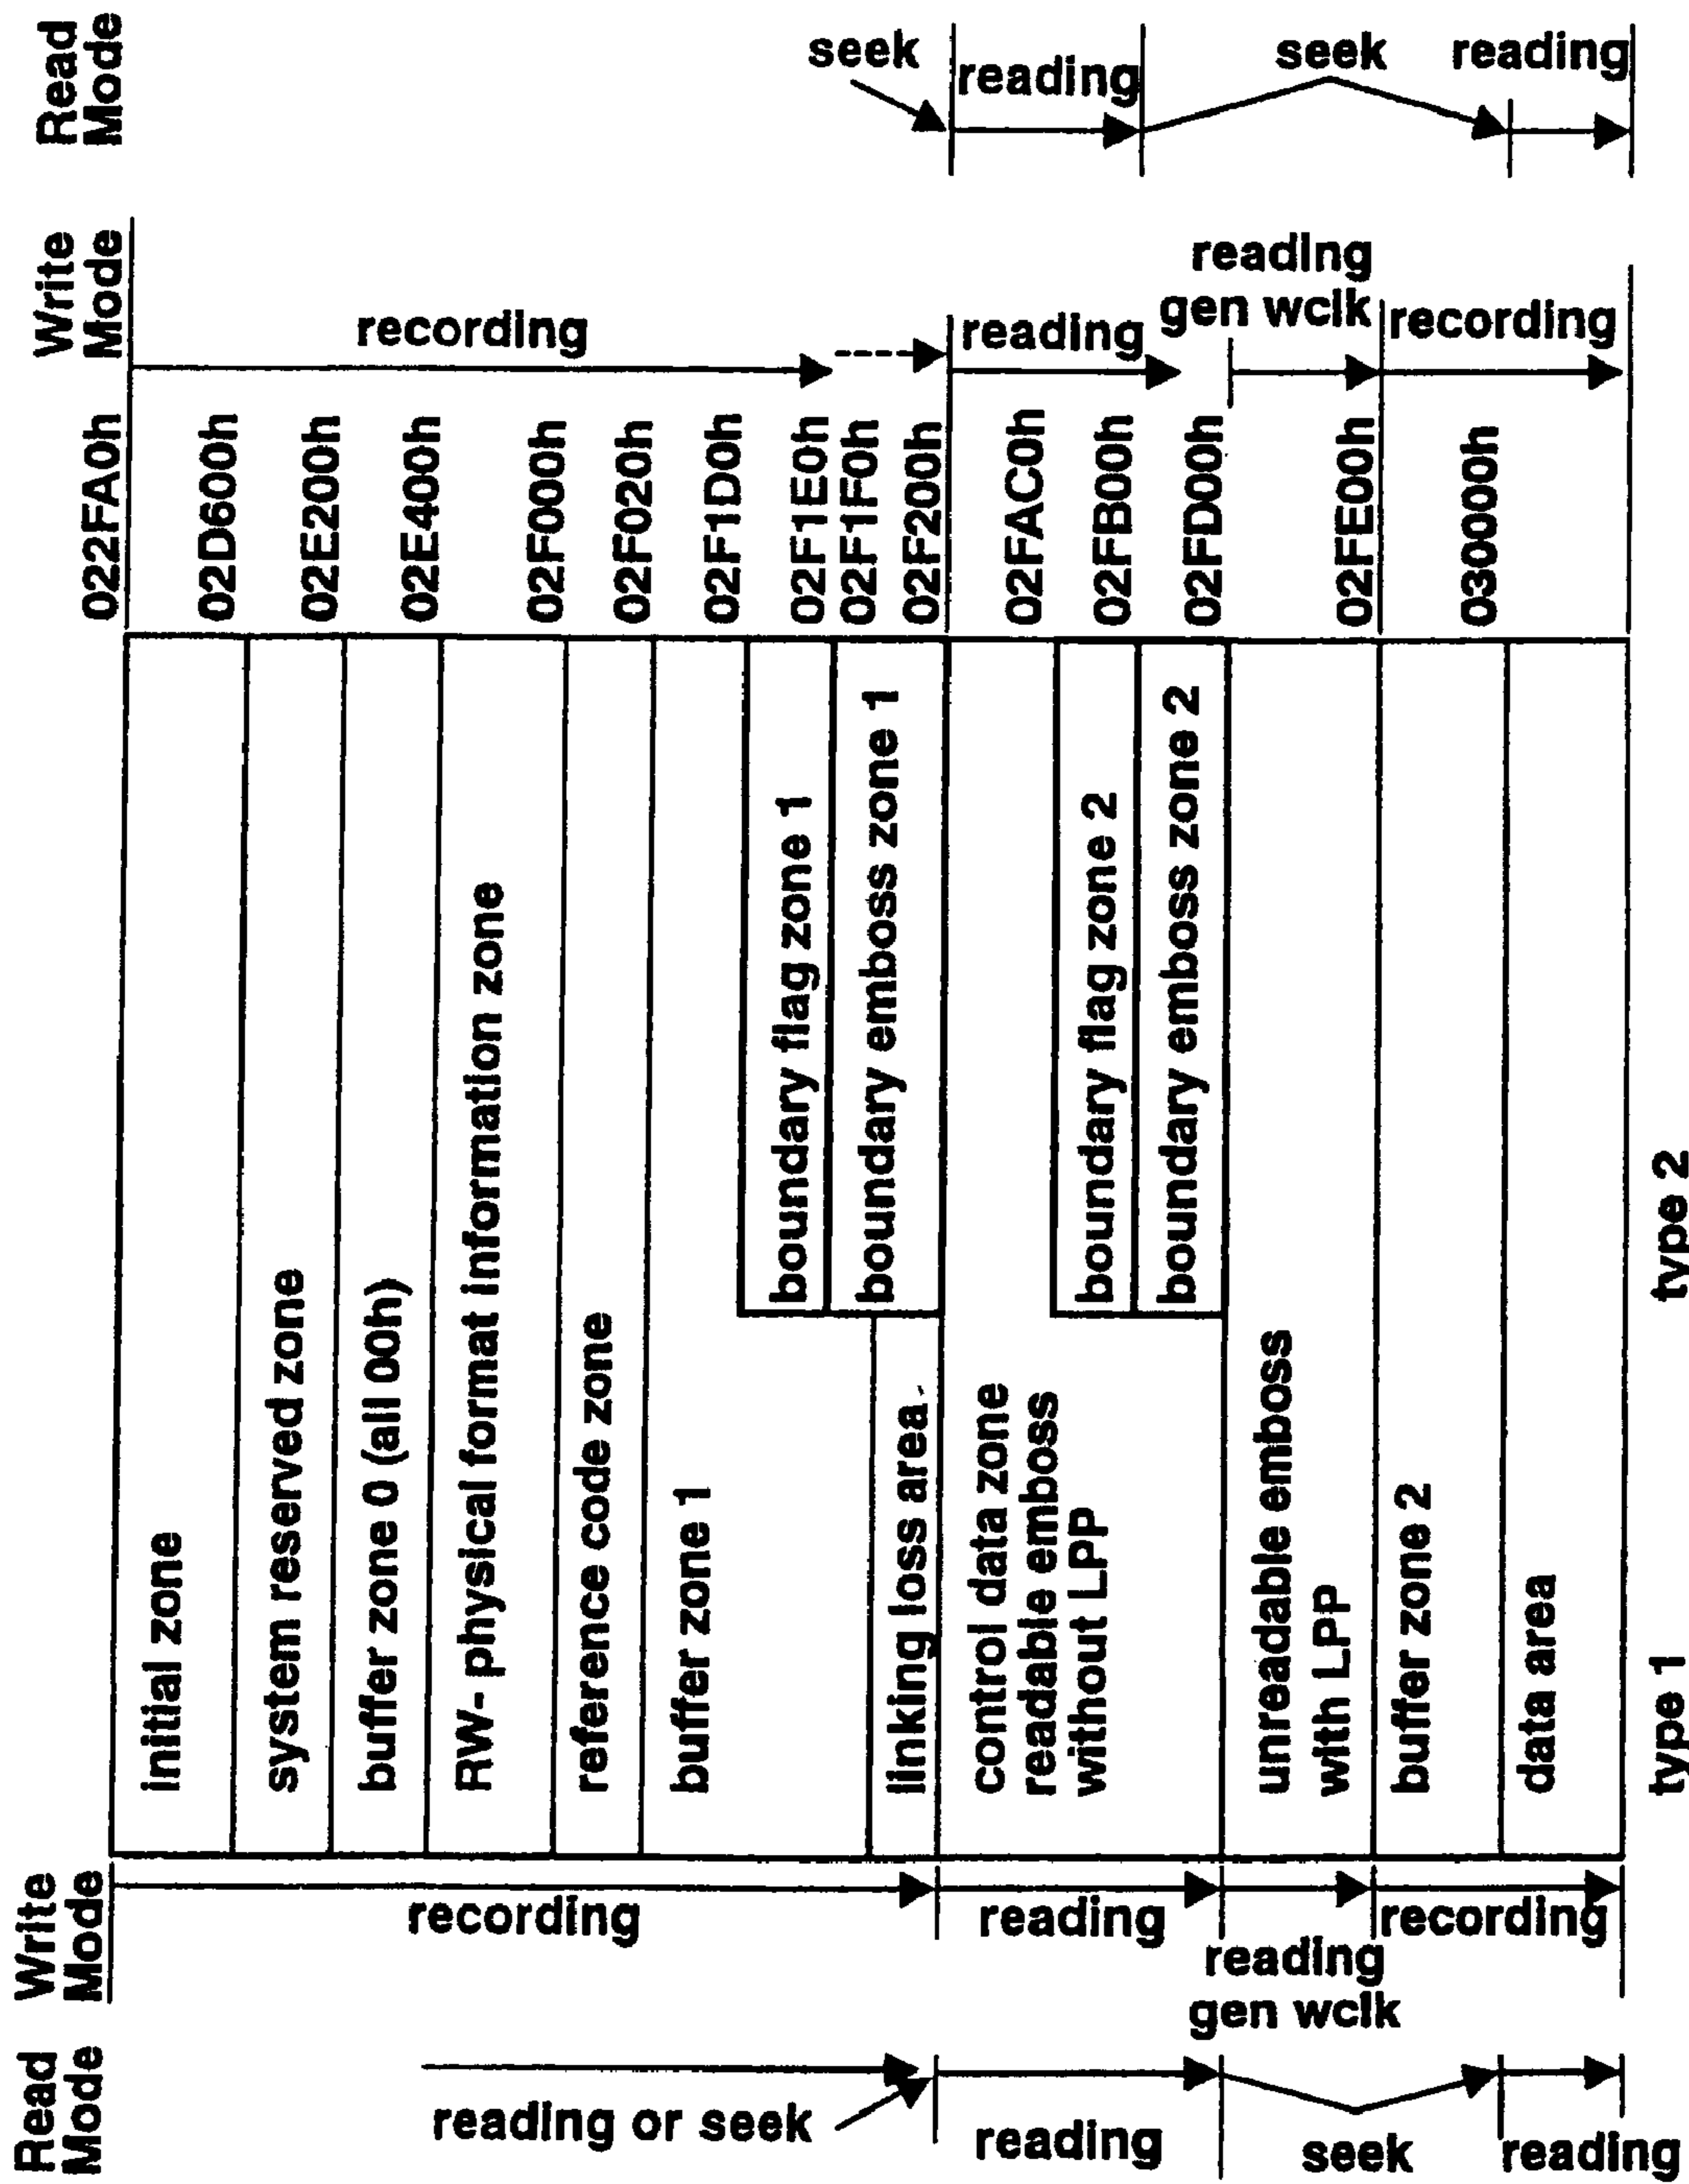 Read
Mode
reading or seek
reading
seek
reading
Write
Mode
recording
reading
reading
gen wclk
recording
initial zone
system reserved zone
buffer zone 0 (all 00h)
RW- physical format information zone
reference code zone
buffer zone 1
linking loss area
control data zone
readable emboss
without LPP
unreadable emboss
with LPP
buffer zone 2
data area
type 1
boundary flag zone 1
boundary emboss zone 1
boundary flag zone 2
boundary emboss zone 2
type 2
022FA0h
02D600h
02E200h
02E400h
02F000h
02F020h
02F1D0h
02F1E0h
02F1F0h
02F200h
02FAC0h
02FB00h
02FD00h
02FE00h
030000h
Write
Mode
recording
reading
reading
gen wclk
recording
Read
Mode
seek
reading
seek
reading